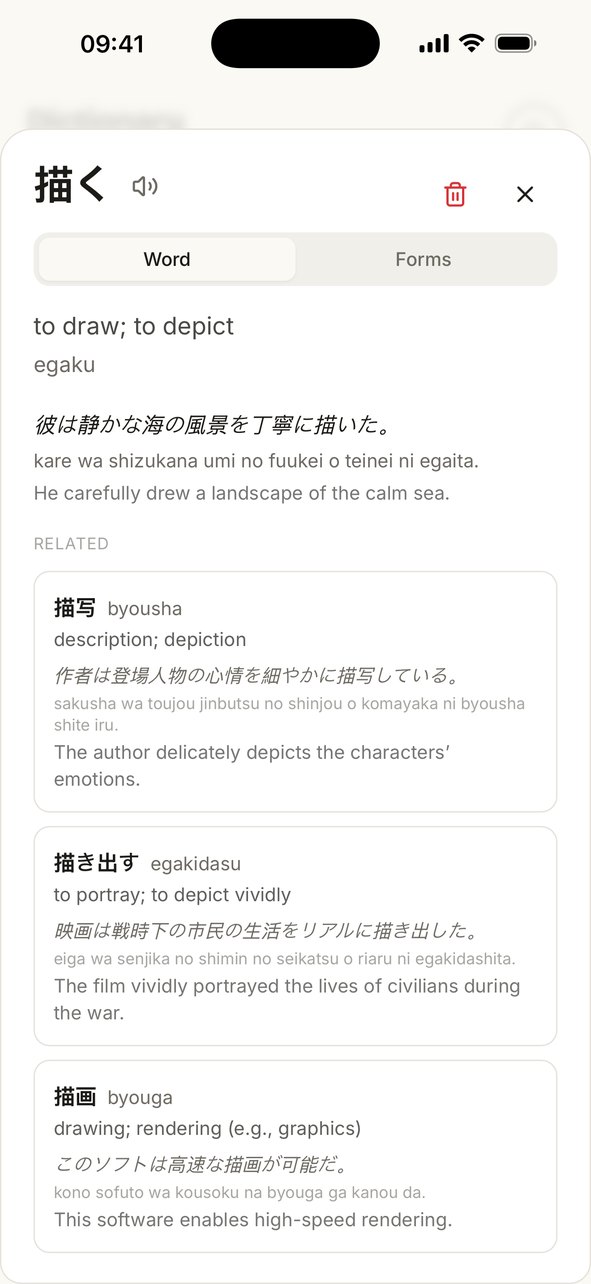 09:41
Dictionary
描く
Word
Forms
to draw; to depict
egaku
彼は静かな海の風景を丁寧に描いた。
kare wa shizukana umi no fuukei o teinei ni egaita.
He carefully drew a landscape of the calm sea.
RELATED
描写 byousha
description; depiction
作者は登場人物の心情を細やかに描写している。
sakusha wa toujou jinbutsu no shinjou o komayaka ni byousha
shite iru.
The author delicately depicts the characters’
emotions.
描き出す egakidasu
to portray; to depict vividly
映画は戦時下の市民の生活をリアルに描き出した。
eiga wa senjika no shimin no seikatsu o riaru ni egakidashita.
The film vividly portrayed the lives of civilians during
the war.
描画 byouga
drawing; rendering (e.g., graphics)
このソフトは高速な描画が可能だ。
kono sofuto wa kousoku na byouga ga kanou da.
This software enables high-speed rendering.